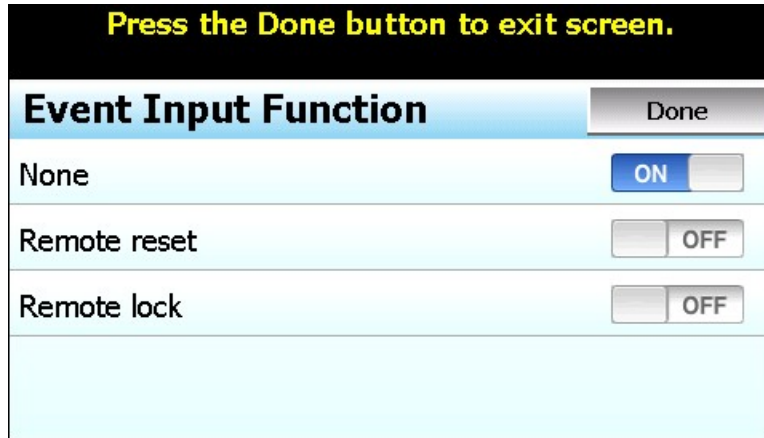 Press the Done button to exit screen.
Event Input Function
Done
None
ON
Remote reset
OFF
Remote lock
OFF